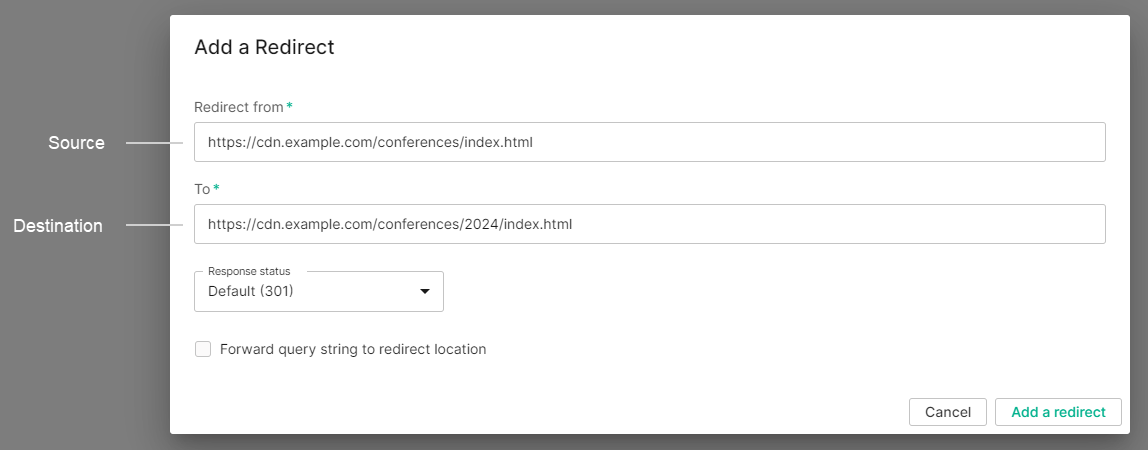 Add a Redirect
Redirect from *
Source
https://cdn.example.com/conferences/index.html
To *
Destination
https://cdn.example.com/conferences/2024/index.html
Response status
Default (301)
Forward query string to redirect location
Cancel
Add a redirect